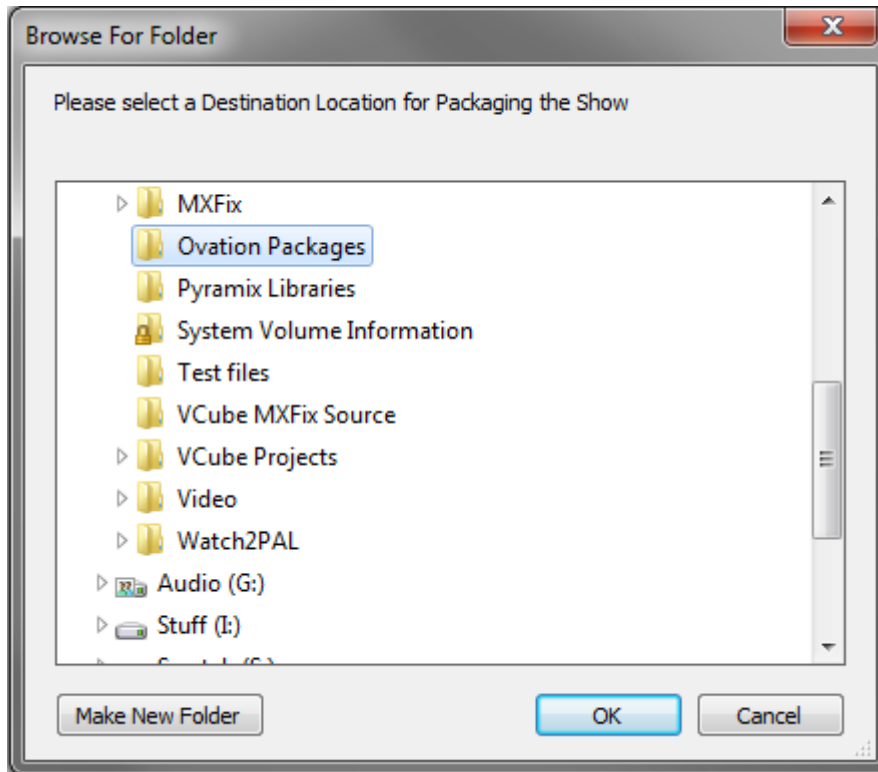 Browse For Folder
Please select a Destination Location for Packaging the Show
MXFix
Ovation Packages
Pyramix Libraries
System Volume Information
Test files
VCube MXFix Source
VCube Projects
Video
Watch2PAL
Audio (G:)
Stuff (I:)
Make New Folder
OK
Cancel